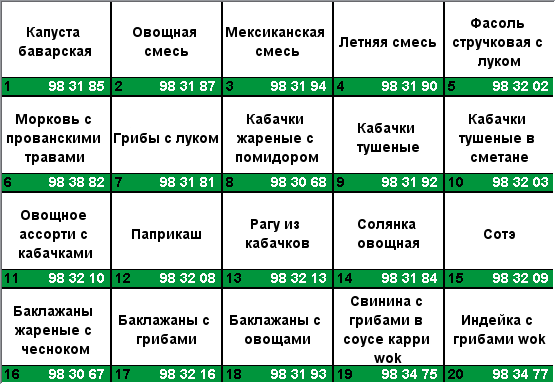 Капуста
баварская
1 98 31 85
Овощная
смесь
2 98 31 87
Мексиканская
смесь
3 98 31 94
Летняя смесь
4 98 31 90
Фасоль
стручковая с
луком
5 98 32 02
Морковь с
прованскими
травами
6 98 38 82
Грибы с луком
7 98 31 81
Кабачки
жареные с
помидором
8 98 30 68
Кабачки
тушеные
9 98 31 92
Кабачки
тушеные в
сметане
10 98 32 03
Овощное
ассорти с
кабачками
11 98 32 10
Паприкаш
12 98 32 08
Рагу из
кабачков
13 98 32 13
Солянка
овощная
14 98 31 84
Сотэ
15 98 32 09
Баклажаны
жареные с
чесноком
16 98 30 67
Баклажаны с
грибами
17 98 32 16
Баклажаны с
овощами
18 98 31 93
Свинина с
грибами в
соусе карри
wok
19 98 34 75
Индейка с
грибами wok
20 98 34 77